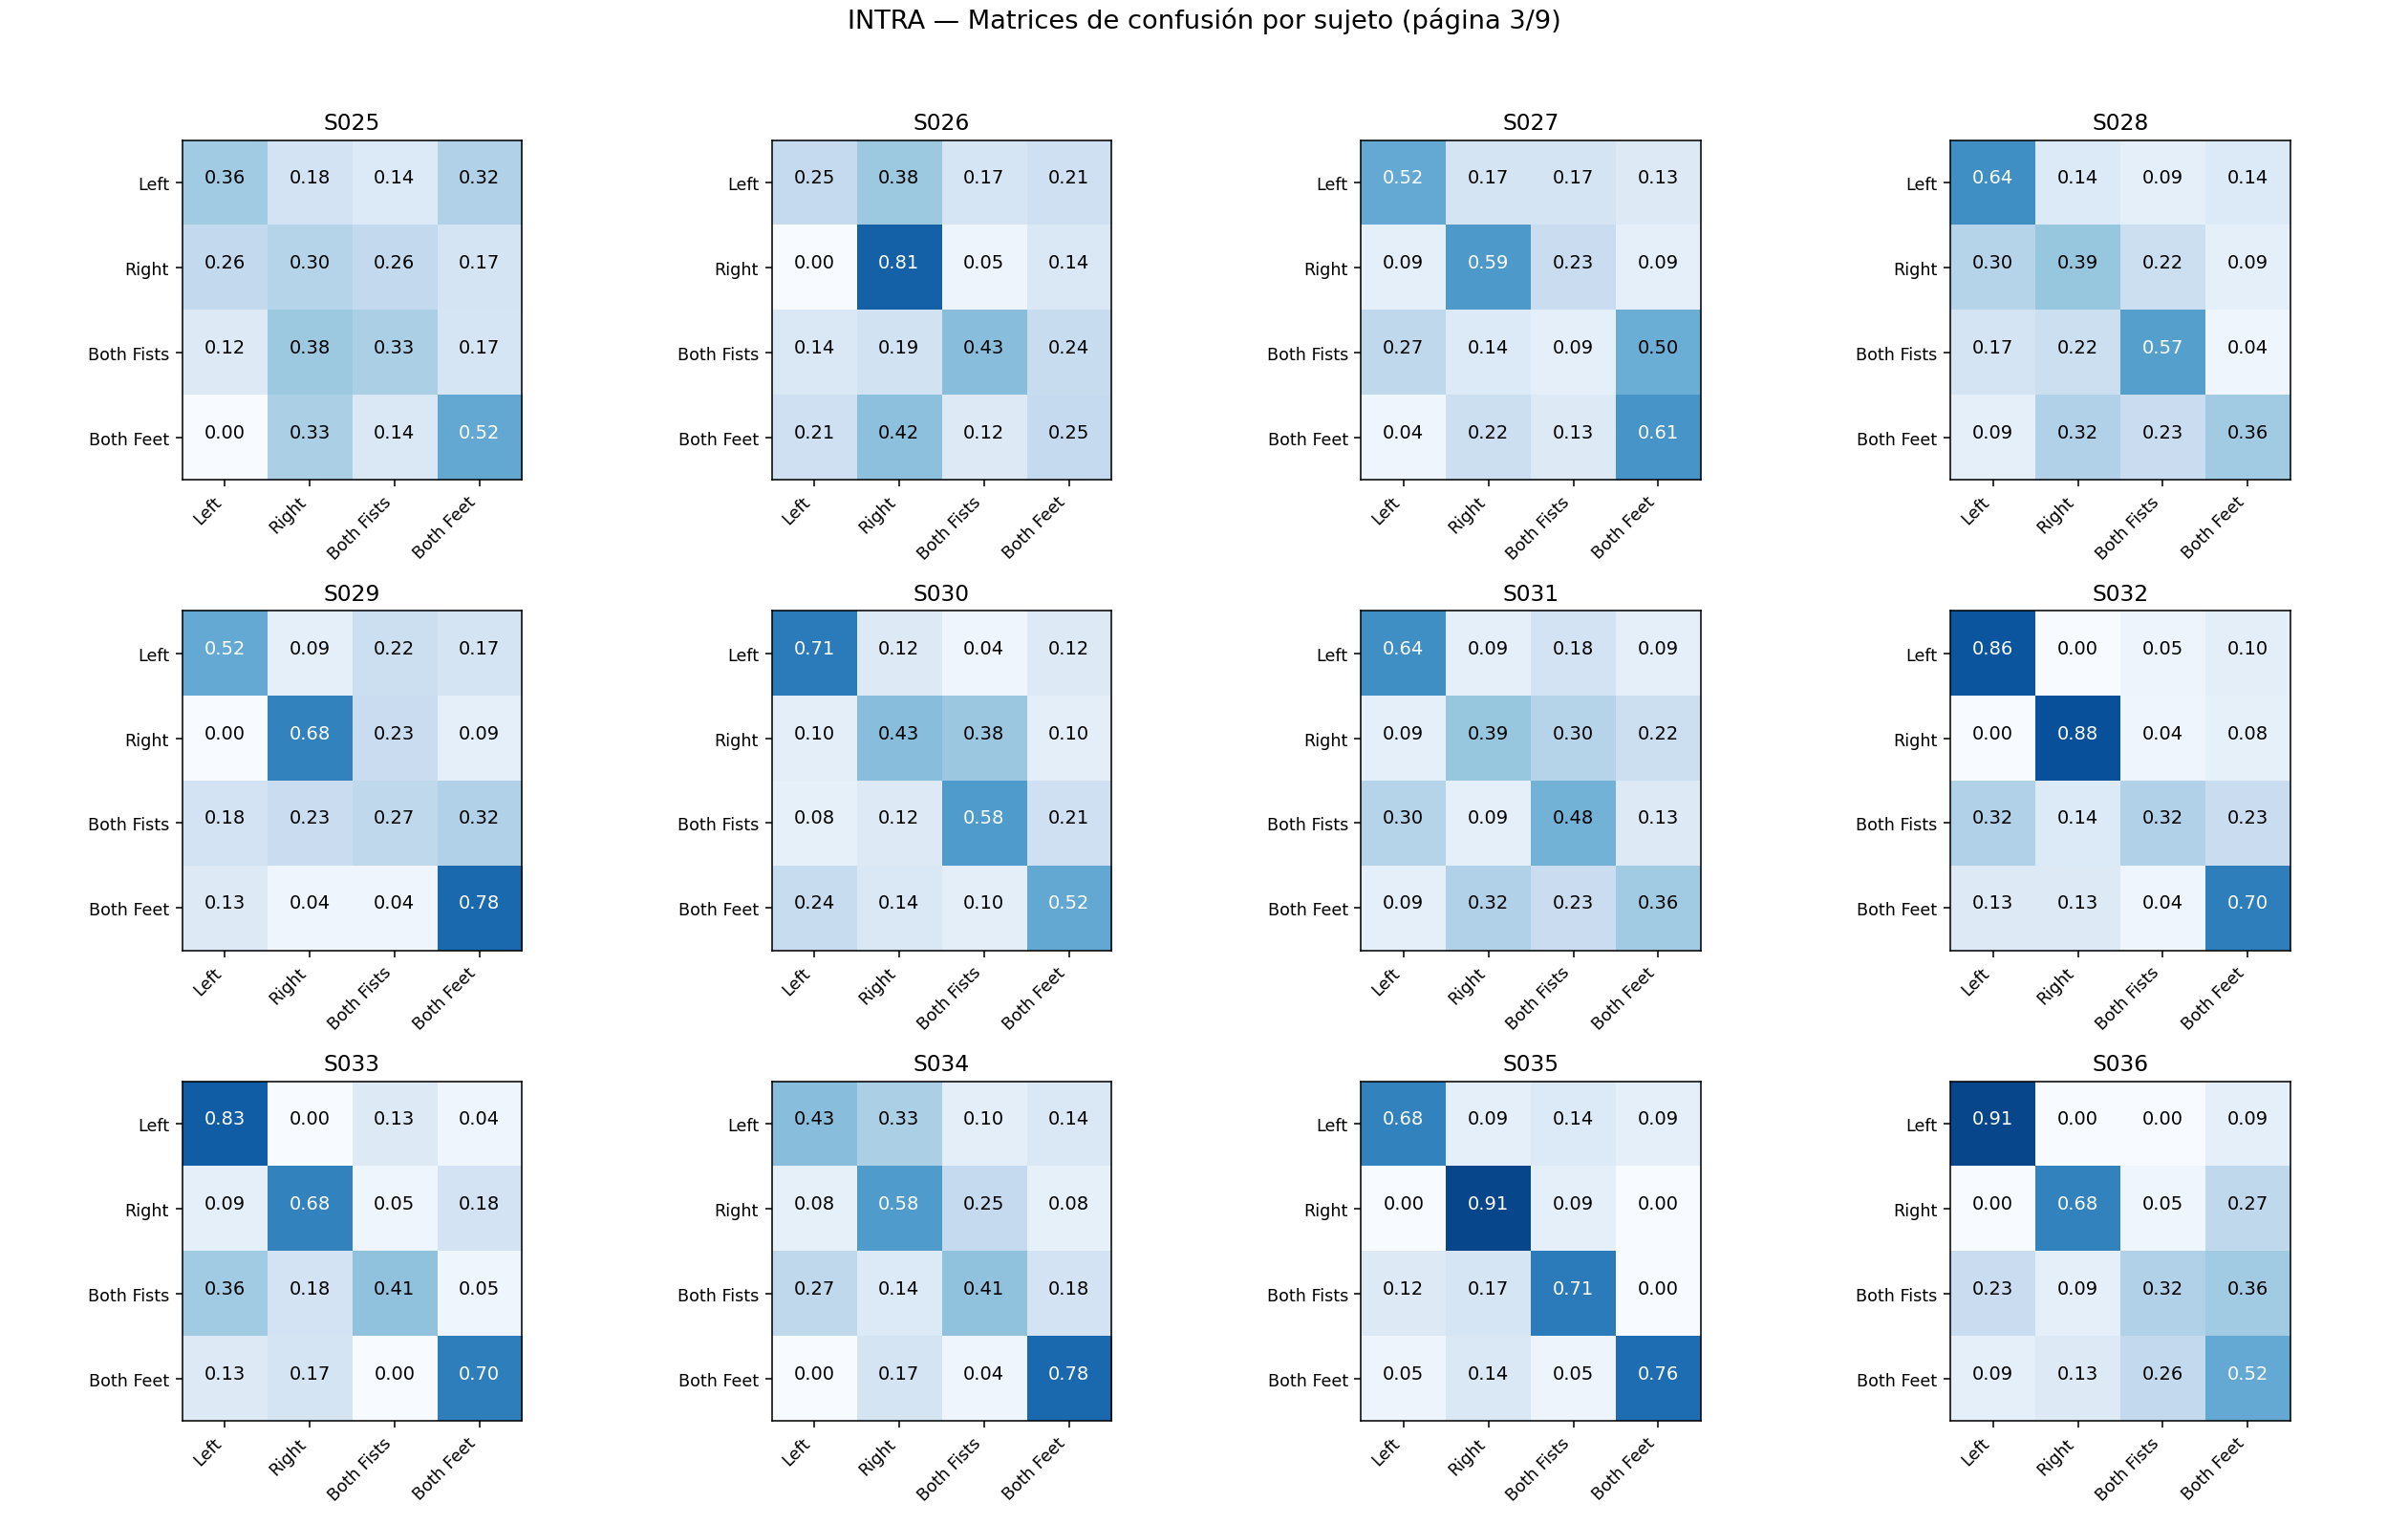 INTRA — Matrices de confusión por sujeto (página 3/9)
S025
Left 0.36 0.18 0.14 0.32
Right 0.26 0.30 0.26 0.17
Both Fists 0.12 0.38 0.33 0.17
Both Feet 0.00 0.33 0.14 0.52
Left Right Both Fists Both Feet
S026
Left 0.25 0.38 0.17 0.21
Right 0.00 0.81 0.05 0.14
Both Fists 0.14 0.19 0.43 0.24
Both Feet 0.21 0.42 0.12 0.25
Left Right Both Fists Both Feet
S027
Left 0.52 0.17 0.17 0.13
Right 0.09 0.59 0.23 0.09
Both Fists 0.27 0.14 0.09 0.50
Both Feet 0.04 0.22 0.13 0.61
Left Right Both Fists Both Feet
S028
Left 0.64 0.14 0.09 0.14
Right 0.30 0.39 0.22 0.09
Both Fists 0.17 0.22 0.57 0.04
Both Feet 0.09 0.32 0.23 0.36
Left Right Both Fists Both Feet
S029
Left 0.52 0.09 0.22 0.17
Right 0.00 0.68 0.23 0.09
Both Fists 0.18 0.23 0.27 0.32
Both Feet 0.13 0.04 0.04 0.78
Left Right Both Fists Both Feet
S030
Left 0.71 0.12 0.04 0.12
Right 0.10 0.43 0.38 0.10
Both Fists 0.08 0.12 0.58 0.21
Both Feet 0.24 0.14 0.10 0.52
Left Right Both Fists Both Feet
S031
Left 0.64 0.09 0.18 0.09
Right 0.09 0.39 0.30 0.22
Both Fists 0.30 0.09 0.48 0.13
Both Feet 0.09 0.32 0.23 0.36
Left Right Both Fists Both Feet
S032
Left 0.86 0.00 0.05 0.10
Right 0.00 0.88 0.04 0.08
Both Fists 0.32 0.14 0.32 0.23
Both Feet 0.13 0.13 0.04 0.70
Left Right Both Fists Both Feet
S033
Left 0.83 0.00 0.13 0.04
Right 0.09 0.68 0.05 0.18
Both Fists 0.36 0.18 0.41 0.05
Both Feet 0.13 0.17 0.00 0.70
Left Right Both Fists Both Feet
S034
Left 0.43 0.33 0.10 0.14
Right 0.08 0.58 0.25 0.08
Both Fists 0.27 0.14 0.41 0.18
Both Feet 0.00 0.17 0.04 0.78
Left Right Both Fists Both Feet
S035
Left 0.68 0.09 0.14 0.09
Right 0.00 0.91 0.09 0.00
Both Fists 0.12 0.17 0.71 0.00
Both Feet 0.05 0.14 0.05 0.76
Left Right Both Fists Both Feet
S036
Left 0.91 0.00 0.00 0.09
Right 0.00 0.68 0.05 0.27
Both Fists 0.23 0.09 0.32 0.36
Both Feet 0.09 0.13 0.26 0.52
Left Right Both Fists Both Feet